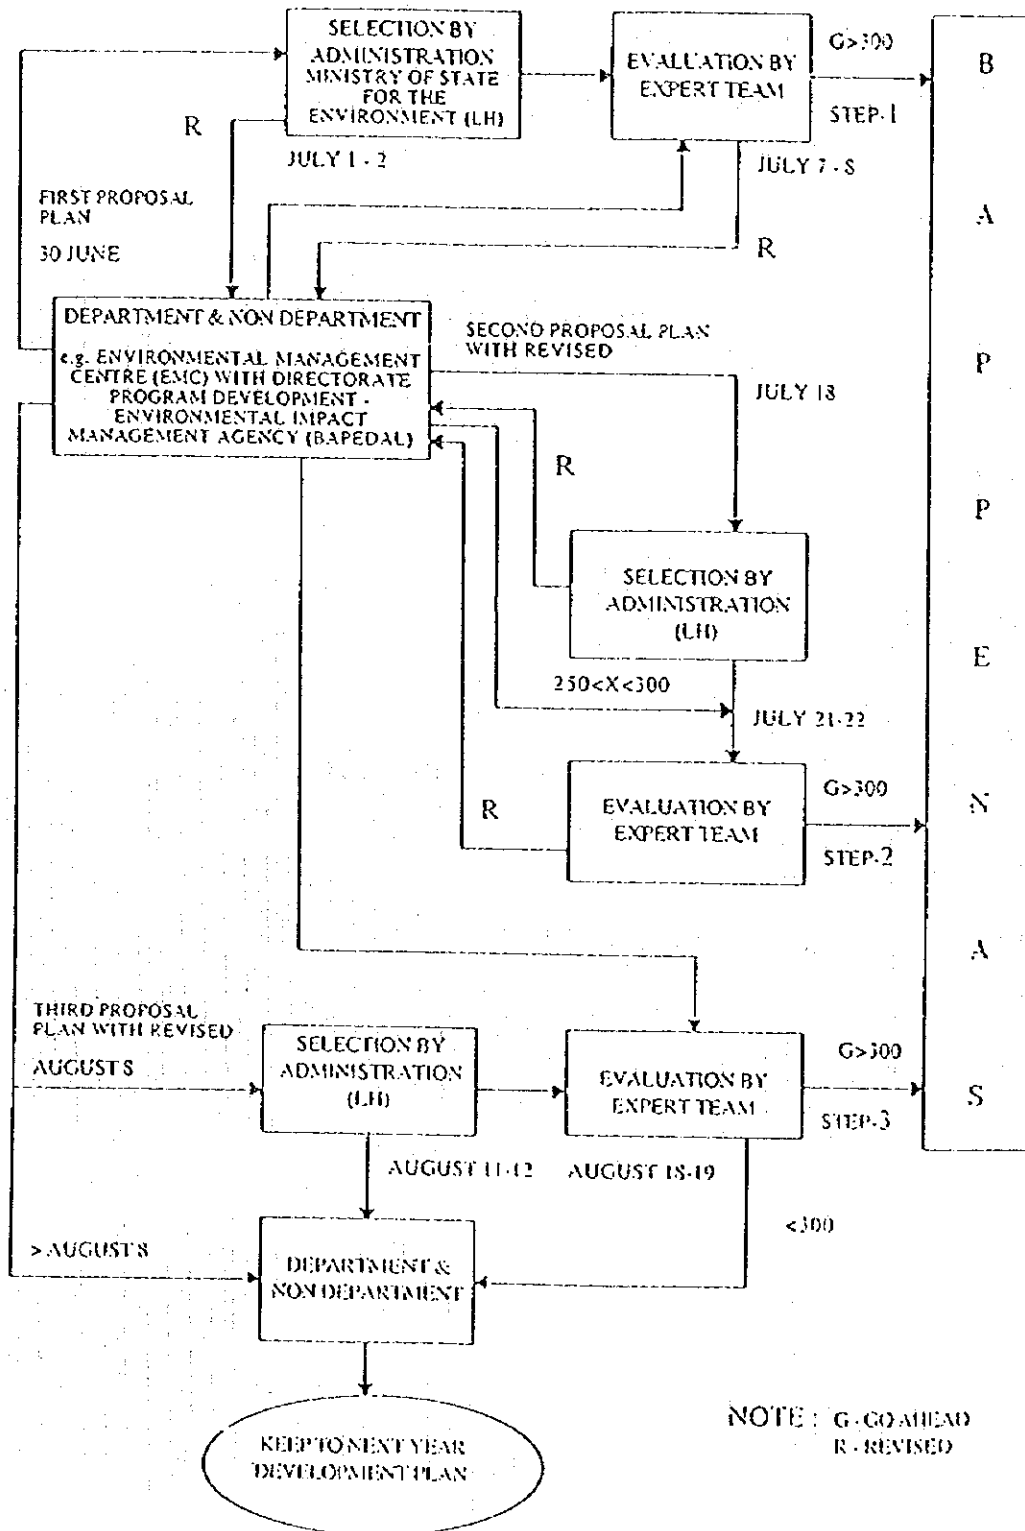 SELECTION BY
ADMINISTRATION
MINISTRY OF STATE
FOR THE
ENVIRONMENT (LH)
EVALUATION BY
EXPERT TEAM
G>300
STEP-1
R
JULY 1 - 2
JULY 7 - 8
FIRST PROPOSAL
PLAN
30 JUNE
R
DEPARTMENT & NON DEPARTMENT
e.g. ENVIRONMENTAL MANAGEMENT
CENTRE (EMC) WITH DIRECTORATE
PROGRAM DEVELOPMENT -
ENVIRONMENTAL IMPACT
MANAGEMENT AGENCY (BAPEDAL)
SECOND PROPOSAL PLAN
WITH REVISED
JULY 18
R
SELECTION BY
ADMINISTRATION
(LH)
250<X<300
JULY 21-22
R
EVALUATION BY
EXPERT TEAM
G>300
STEP-2
THIRD PROPOSAL
PLAN WITH REVISED
AUGUST 8
SELECTION BY
ADMINISTRATION
(LH)
EVALUATION BY
EXPERT TEAM
G>300
STEP-3
AUGUST 11-12
AUGUST 18-19
<300
> AUGUST 8
DEPARTMENT &
NON DEPARTMENT
KEEP TO NEXT YEAR
DEVELOPMENT PLAN
B
A
P
P
E
N
A
S
NOTE : G - GO AHEAD
R - REVISED